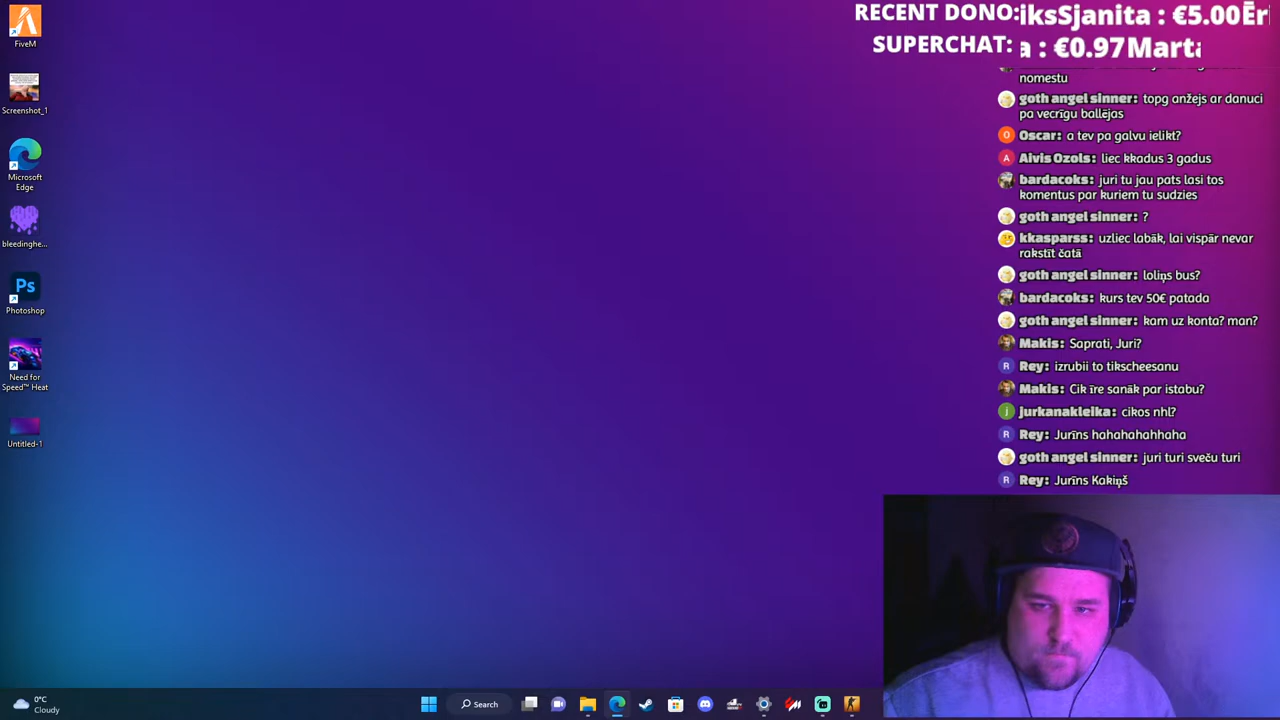 FiveM
Screenshot_1
Microsoft
Edge
bleedinghe...
Photoshop
Need for
Speed™ Heat
Untitled-1
RECENT DONO: iksSjanita : €5.00Ēr
SUPERCHAT: a : €0.97Marta
nomestu
goth angel sinner: topg anžejs ar danuci
pa vecrīgu ballējas
Oscar: a tev pa galvu ielikt?
Aivis Ozols: liec kkadus 3 gadus
bardacoks: juri tu jau pats lasi tos
komentus par kuriem tu sudzies
goth angel sinner: ?
kkasparss: uzliec labāk, lai vispār nevar
rakstīt čatā
goth angel sinner: loliņs bus?
bardacoks: kurs tev 50€ patada
goth angel sinner: kam uz konta? man?
Makis: Saprati, Juri?
Rey: izrubii to tikscheesanu
Makis: Cik īre sanāk par istabu?
jurkanakleika: cikos nhl?
Rey: Jurīns hahahahahhaha
goth angel sinner: juri turi sveču turi
Rey: Jurīns Kakiņš
0°C
Cloudy
Search